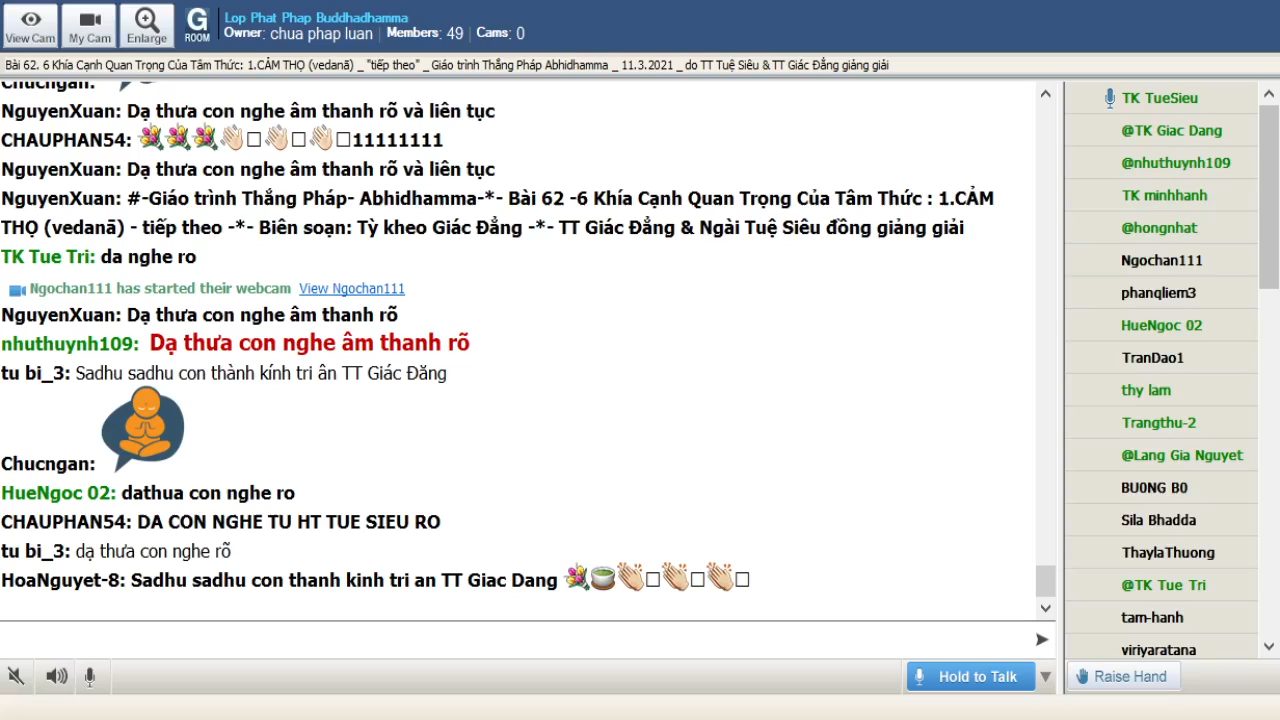 View Cam
My Cam
Enlarge
G
ROOM
Lop Phat Phap Buddhadhamma
Owner: chua phap luan | Members: 49 | Cams: 0
Bài 62. 6 Khía Cạnh Quan Trọng Của Tâm Thức: 1.CẢM THỌ (vedanā) _ "tiếp theo" _ Giáo trình Thắng Pháp Abhidhamma _ 11.3.2021 _ do TT Tuệ Siêu & TT Giác Đẳng giảng giải
Chucngan:
NguyenXuan: Dạ thưa con nghe âm thanh rõ và liên tục
CHAUPHAN54: 11111111
NguyenXuan: Dạ thưa con nghe âm thanh rõ và liên tục
NguyenXuan: #-Giáo trình Thắng Pháp- Abhidhamma-*- Bài 62 -6 Khía Cạnh Quan Trọng Của Tâm Thức : 1.CẢM
THỌ (vedanā) - tiếp theo -*- Biên soạn: Tỳ kheo Giác Đẳng -*- TT Giác Đẳng & Ngài Tuệ Siêu đồng giảng giải
TK Tue Tri: da nghe ro
Ngochan111 has started their webcam View Ngochan111
NguyenXuan: Dạ thưa con nghe âm thanh rõ
nhuthuynh109: Dạ thưa con nghe âm thanh rõ
tu bi_3: Sadhu sadhu con thành kính tri ân TT Giác Đăng
Chucngan:
HueNgoc 02: dathua con nghe ro
CHAUPHAN54: DA CON NGHE TU HT TUE SIEU RO
tu bi_3: dạ thưa con nghe rõ
HoaNguyet-8: Sadhu sadhu con thanh kinh tri an TT Giac Dang
Hold to Talk
TK TueSieu
@TK Giac Dang
@nhuthuynh109
TK minhhanh
@hongnhat
Ngochan111
phanqliem3
HueNgoc 02
TranDao1
thy lam
Trangthu-2
@Lang Gia Nguyet
BU0NG B0
Sila Bhadda
ThaylaThuong
@TK Tue Tri
tam-hanh
viriyaratana
Raise Hand